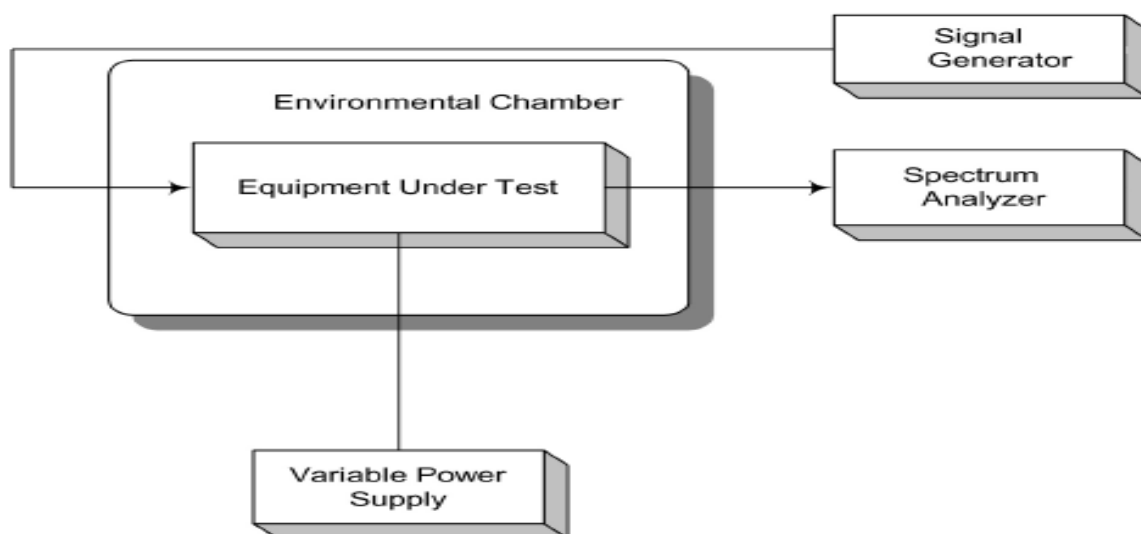 Signal
Generator
Environmental Chamber
Equipment Under Test
Spectrum
Analyzer
Variable Power
Supply